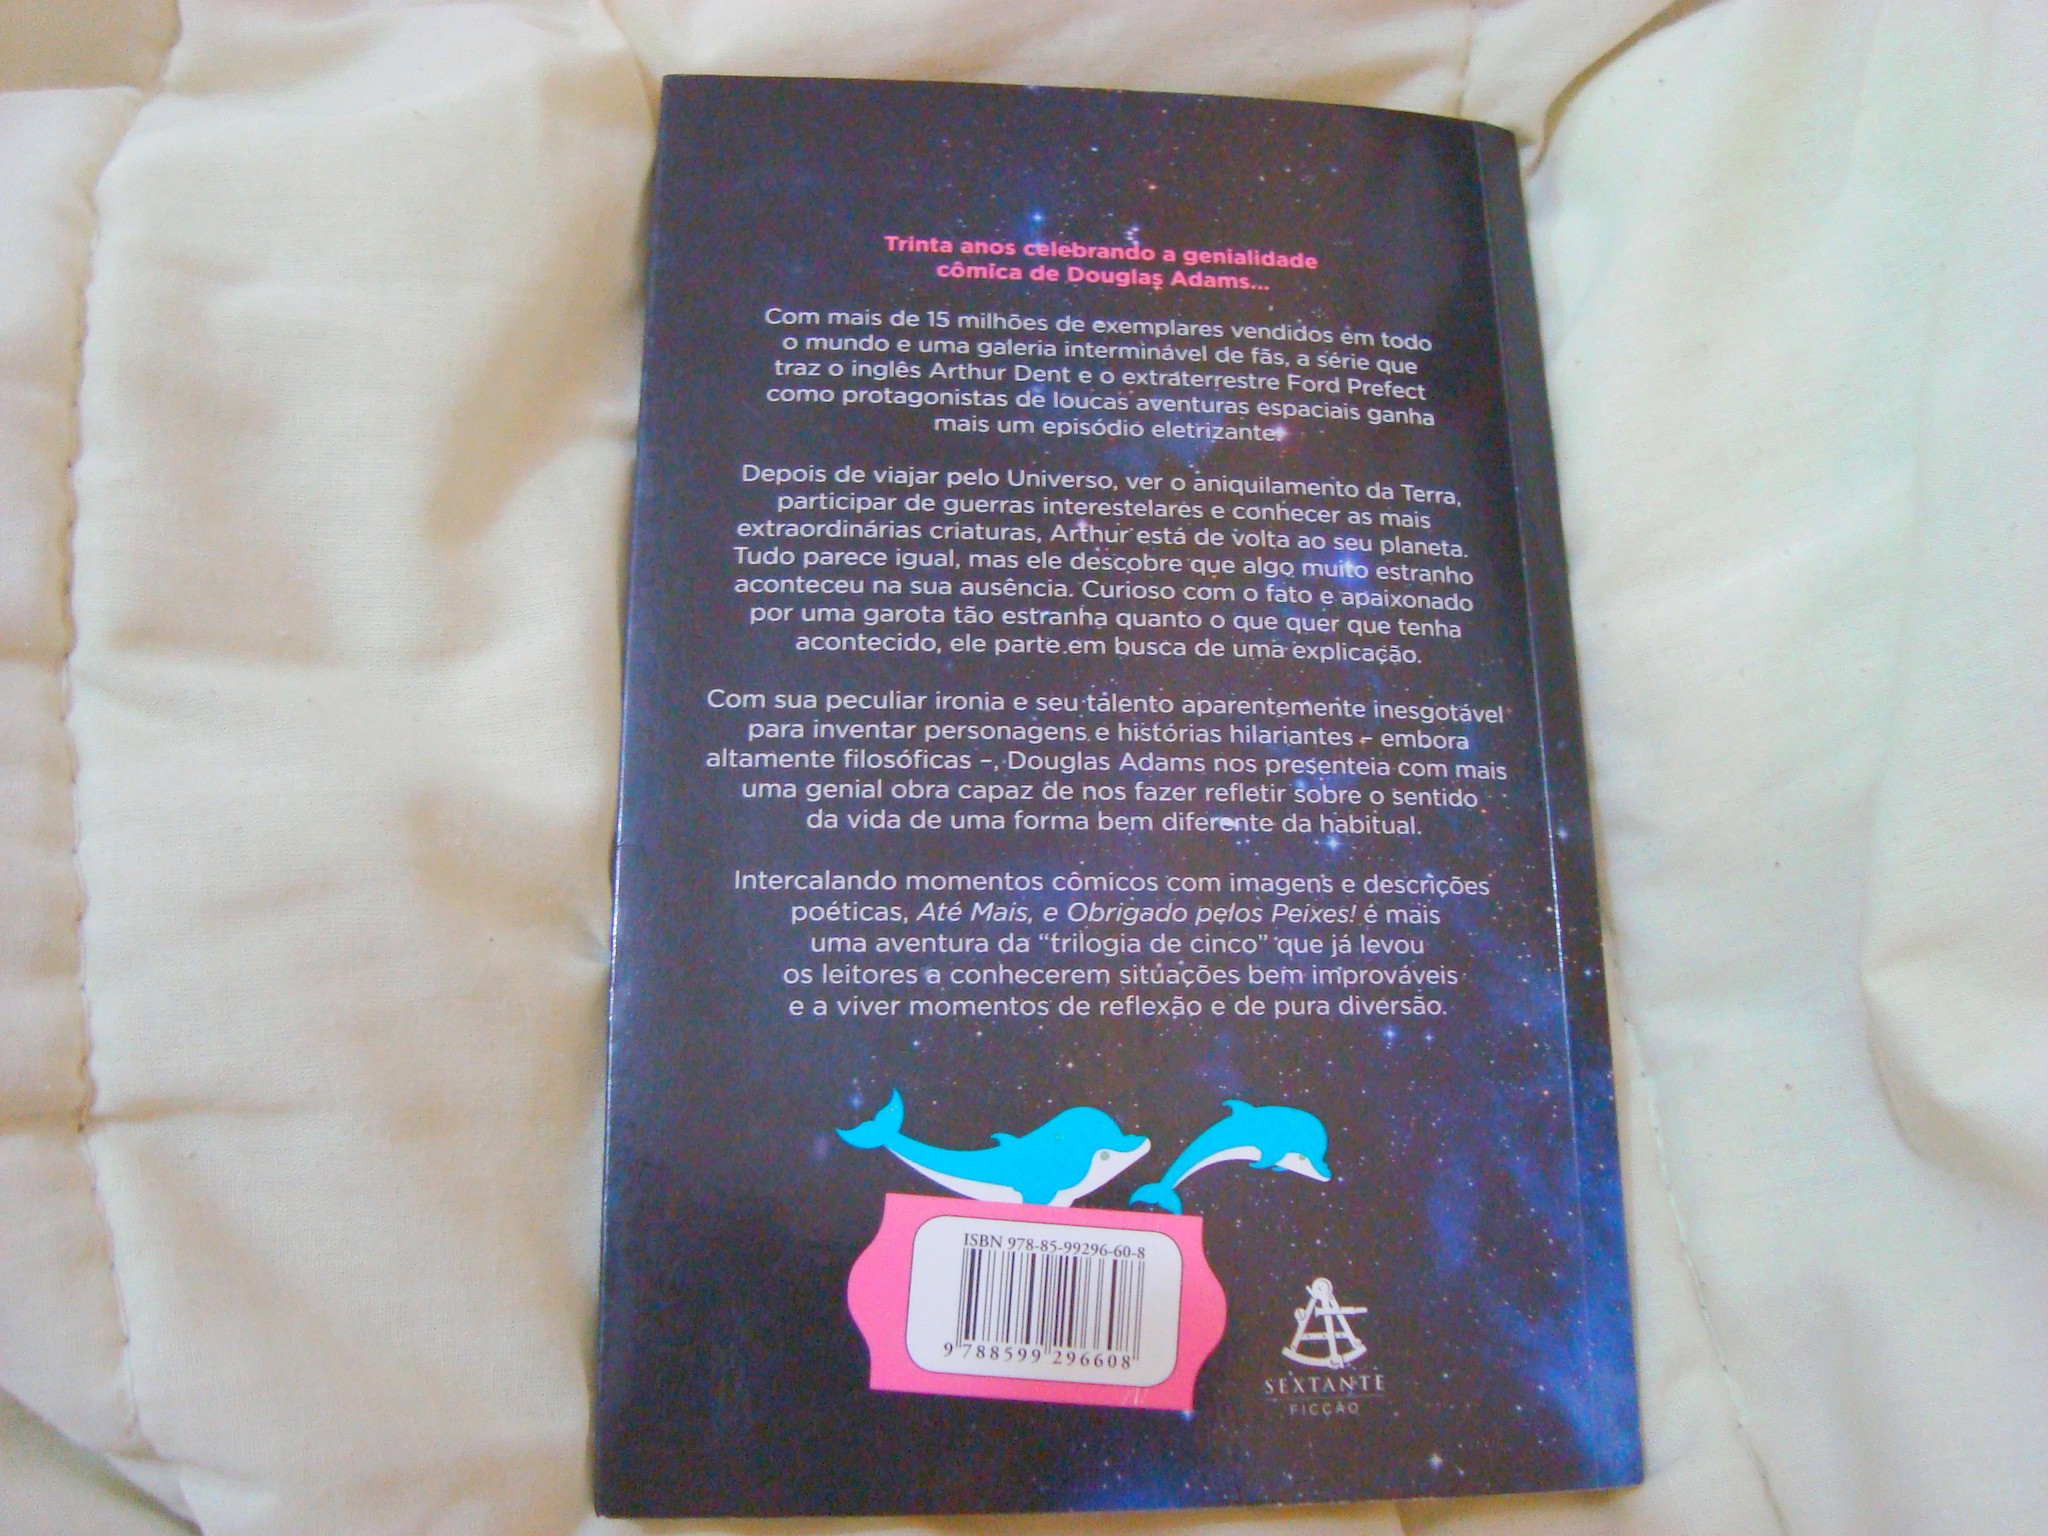 Trinta anos celebrando a genialidade
cômica de Douglas Adams...
Com mais de 15 milhões de exemplares vendidos em todo
o mundo e uma galeria interminável de fãs, a série que
traz o inglês Arthur Dent e o extraterrestre Ford Prefect
como protagonistas de loucas aventuras espaciais ganha
mais um episódio eletrizante.
Depois de viajar pelo Universo, ver o aniquilamento da Terra,
participar de guerras interestelares e conhecer as mais
extraordinárias criaturas, Arthur está de volta ao seu planeta.
Tudo parece igual, mas ele descobre que algo muito estranho
aconteceu na sua ausência. Curioso com o fato e apaixonado
por uma garota tão estranha quanto o que quer que tenha
acontecido, ele parte em busca de uma explicação.
Com sua peculiar ironia e seu talento aparentemente inesgotável
para inventar personagens e histórias hilariantes – embora
altamente filosóficas –, Douglas Adams nos presenteia com mais
uma genial obra capaz de nos fazer refletir sobre o sentido
da vida de uma forma bem diferente da habitual.
Intercalando momentos cômicos com imagens e descrições
poéticas, Até Mais, e Obrigado pelos Peixes! é mais
uma aventura da “trilogia de cinco” que já levou
os leitores a conhecerem situações bem improváveis
e a viver momentos de reflexão e de pura diversão.
ISBN 978-85-99296-60-8
9 788599 296608
SEXTANTE
FICÇÃO